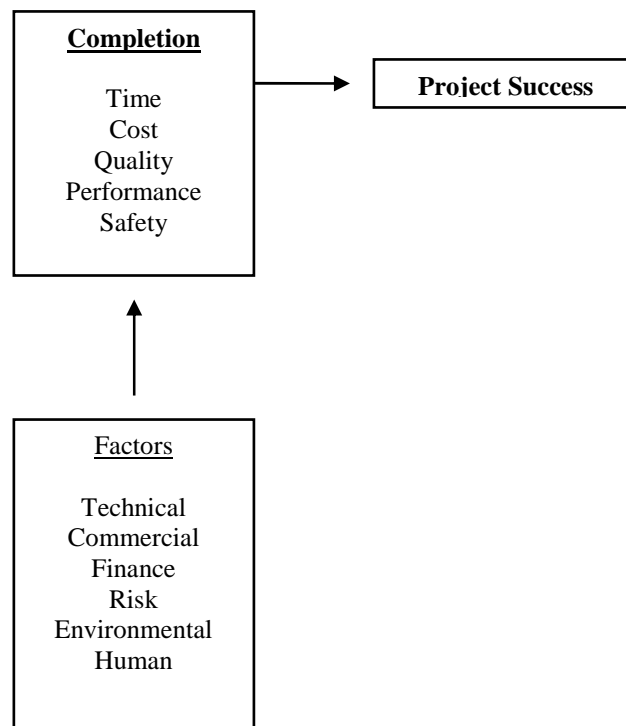 Completion
Time
Cost
Quality
Performance
Safety
Project Success
Factors
Technical
Commercial
Finance
Risk
Environmental
Human